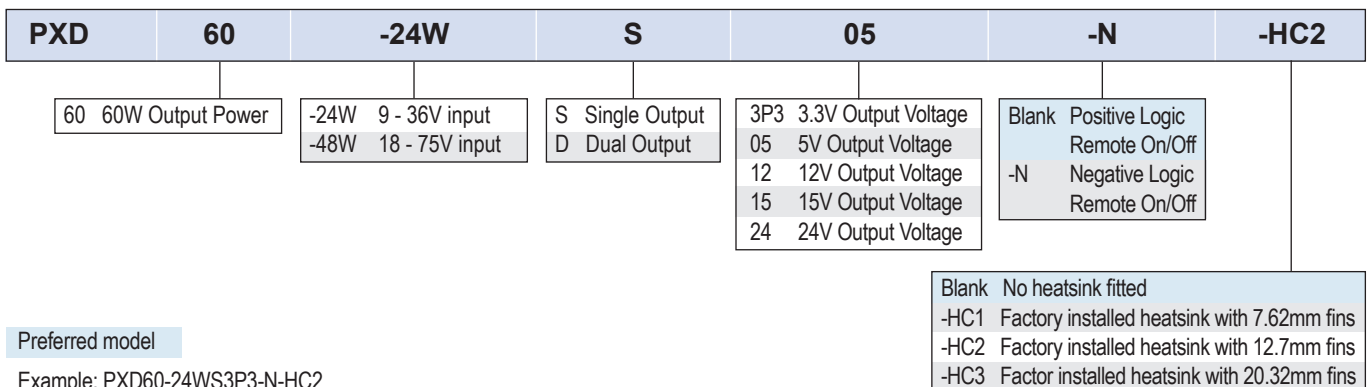 PXD 60 -24W S 05 -N -HC2
60 60W Output Power
-24W 9 - 36V input
-48W 18 - 75V input
S Single Output
D Dual Output
3P3 3.3V Output Voltage
05 5V Output Voltage
12 12V Output Voltage
15 15V Output Voltage
24 24V Output Voltage
Blank Positive Logic
Remote On/Off
-N Negative Logic
Remote On/Off
Blank No heatsink fitted
-HC1 Factory installed heatsink with 7.62mm fins
-HC2 Factory installed heatsink with 12.7mm fins
-HC3 Factor installed heatsink with 20.32mm fins
Preferred model
Example: PXD60-24WS3P3-N-HC2